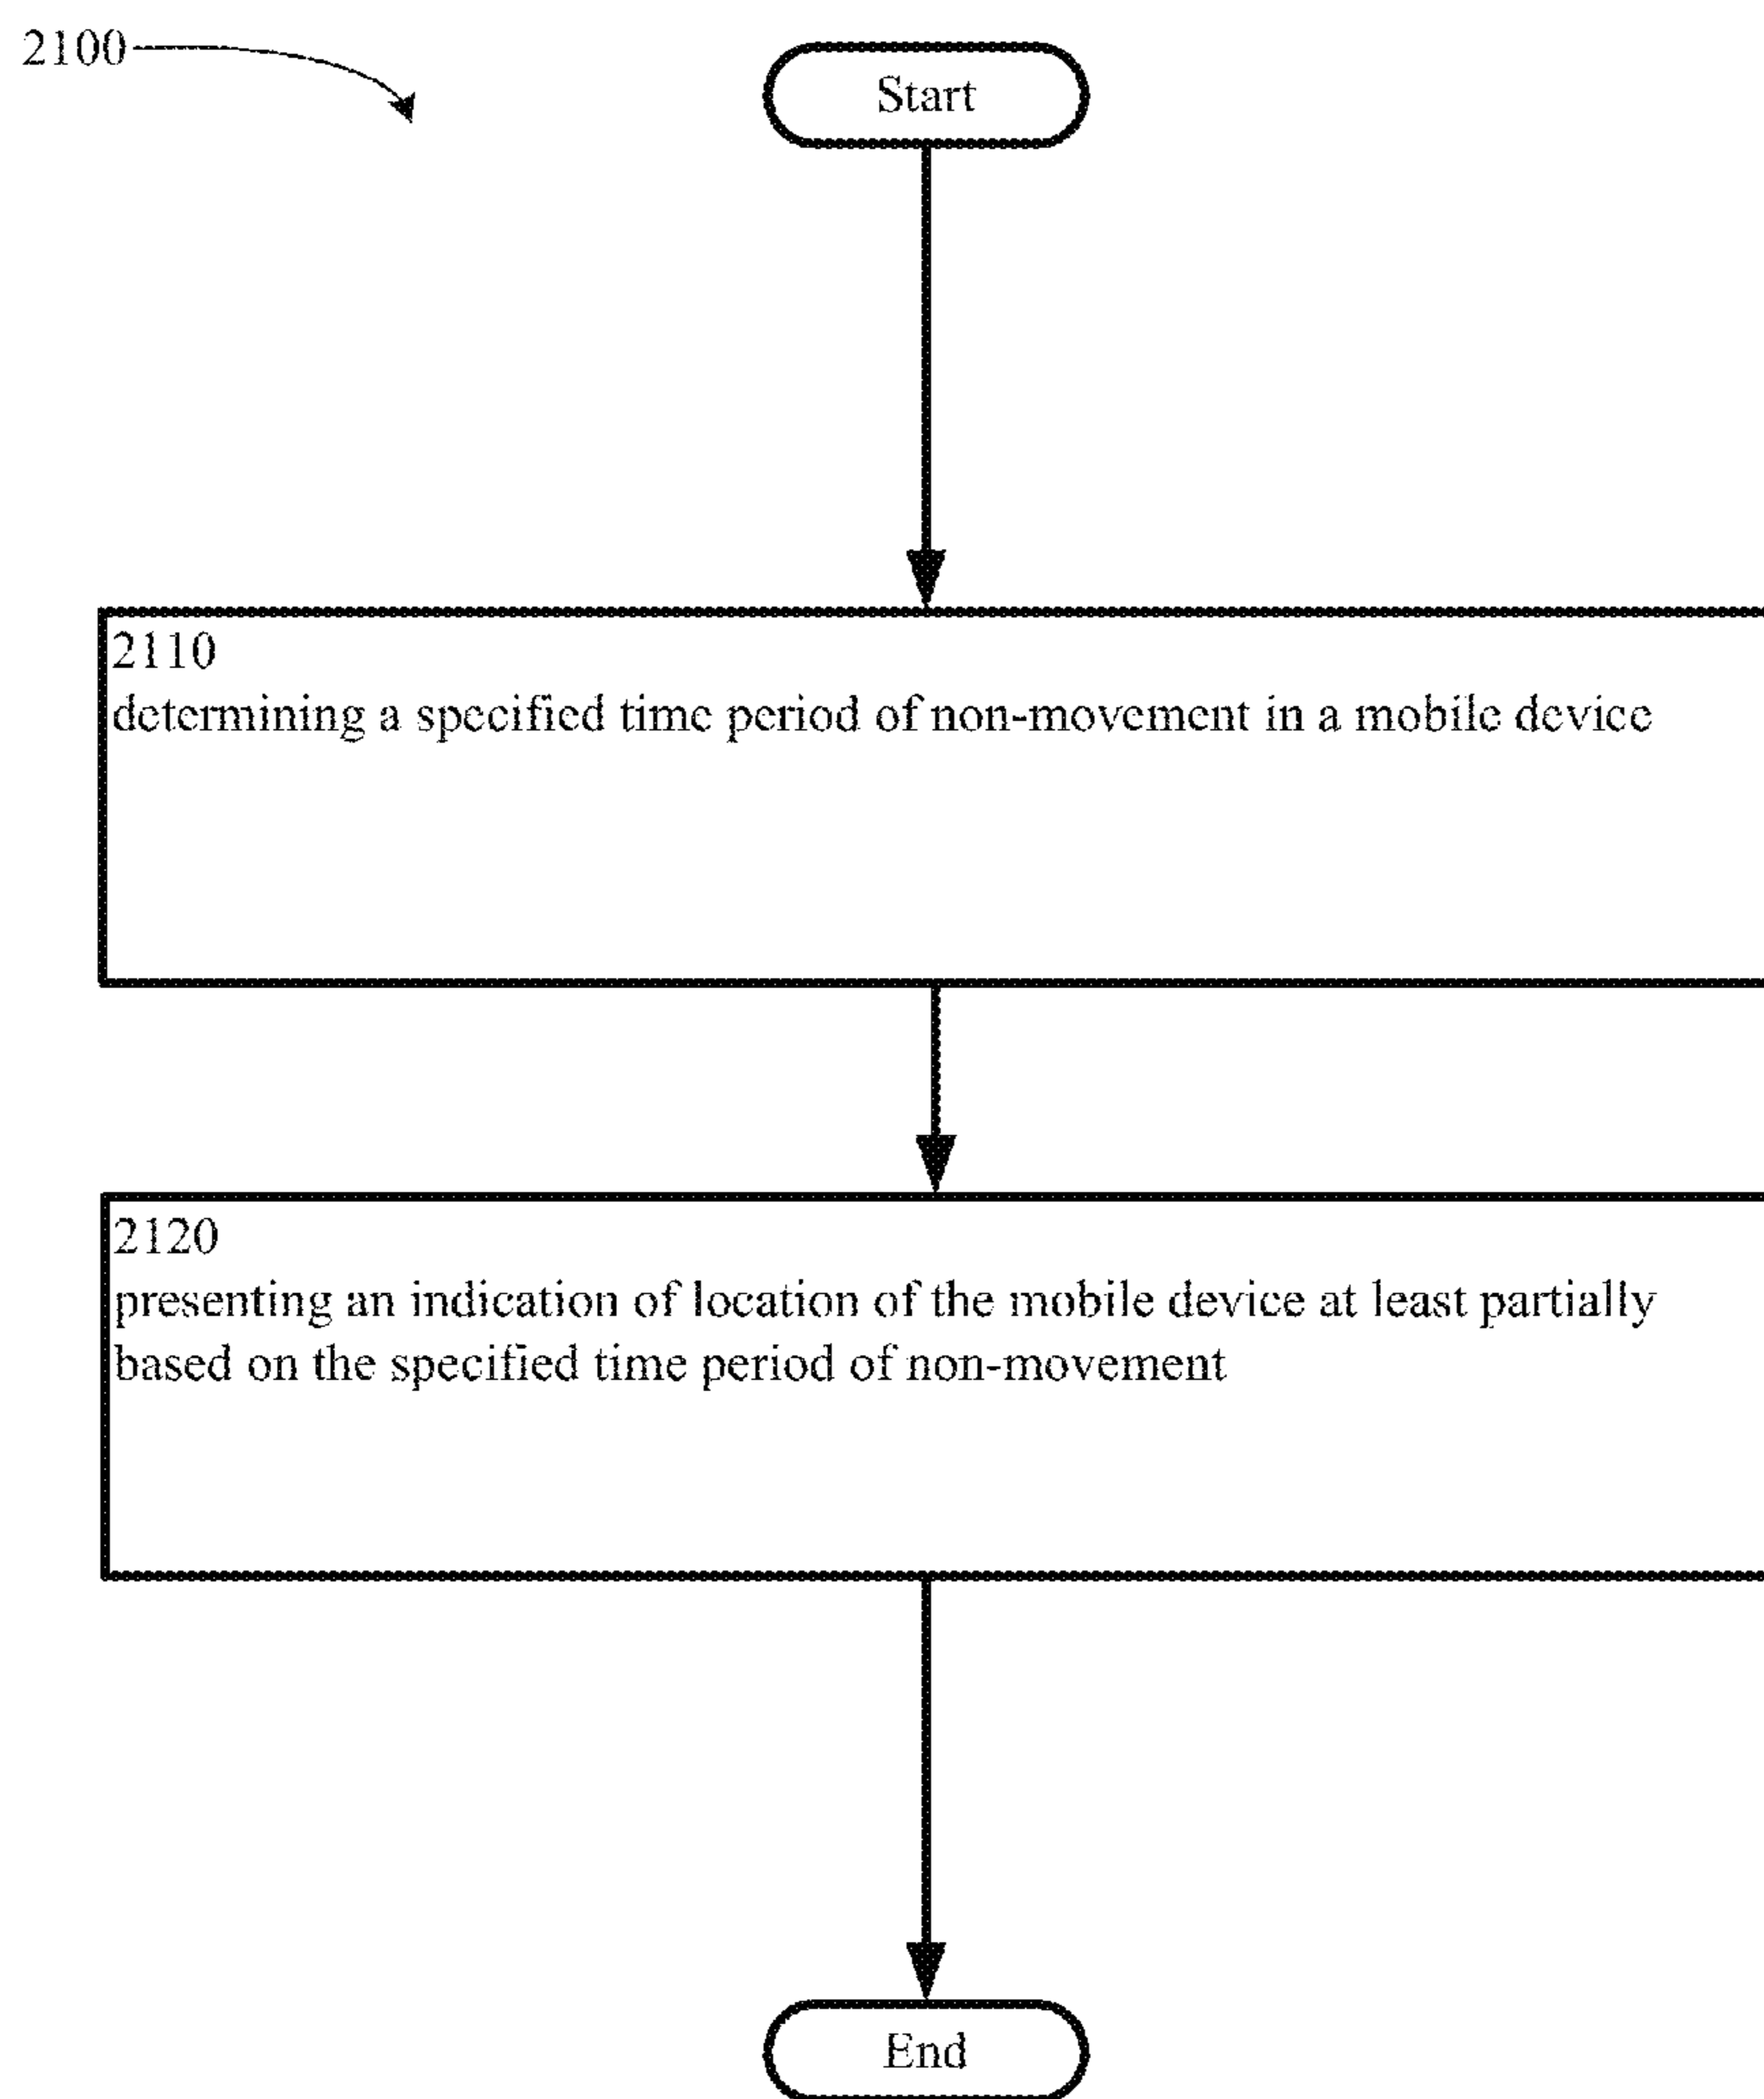 2100
Start
2110
determining a specified time period of non-movement in a mobile device
2120
presenting an indication of location of the mobile device at least partially
based on the specified time period of non-movement
End